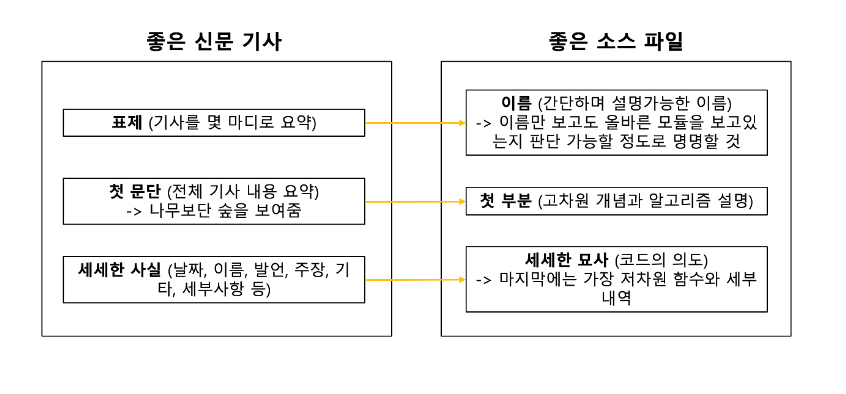 좋은 신문 기사
표제 (기사를 몇 마디로 요약)
첫 문단 (전체 기사 내용 요약)
-> 나무보단 숲을 보여줌
세세한 사실 (날짜, 이름, 발언, 주장, 기
타, 세부사항 등)
좋은 소스 파일
이름 (간단하며 설명가능한 이름)
-> 이름만 보고도 올바른 모듈을 보고있
는지 판단 가능할 정도로 명명할 것
첫 부분 (고차원 개념과 알고리즘 설명)
세세한 묘사 (코드의 의도)
-> 마지막에는 가장 저차원 함수와 세부
내역